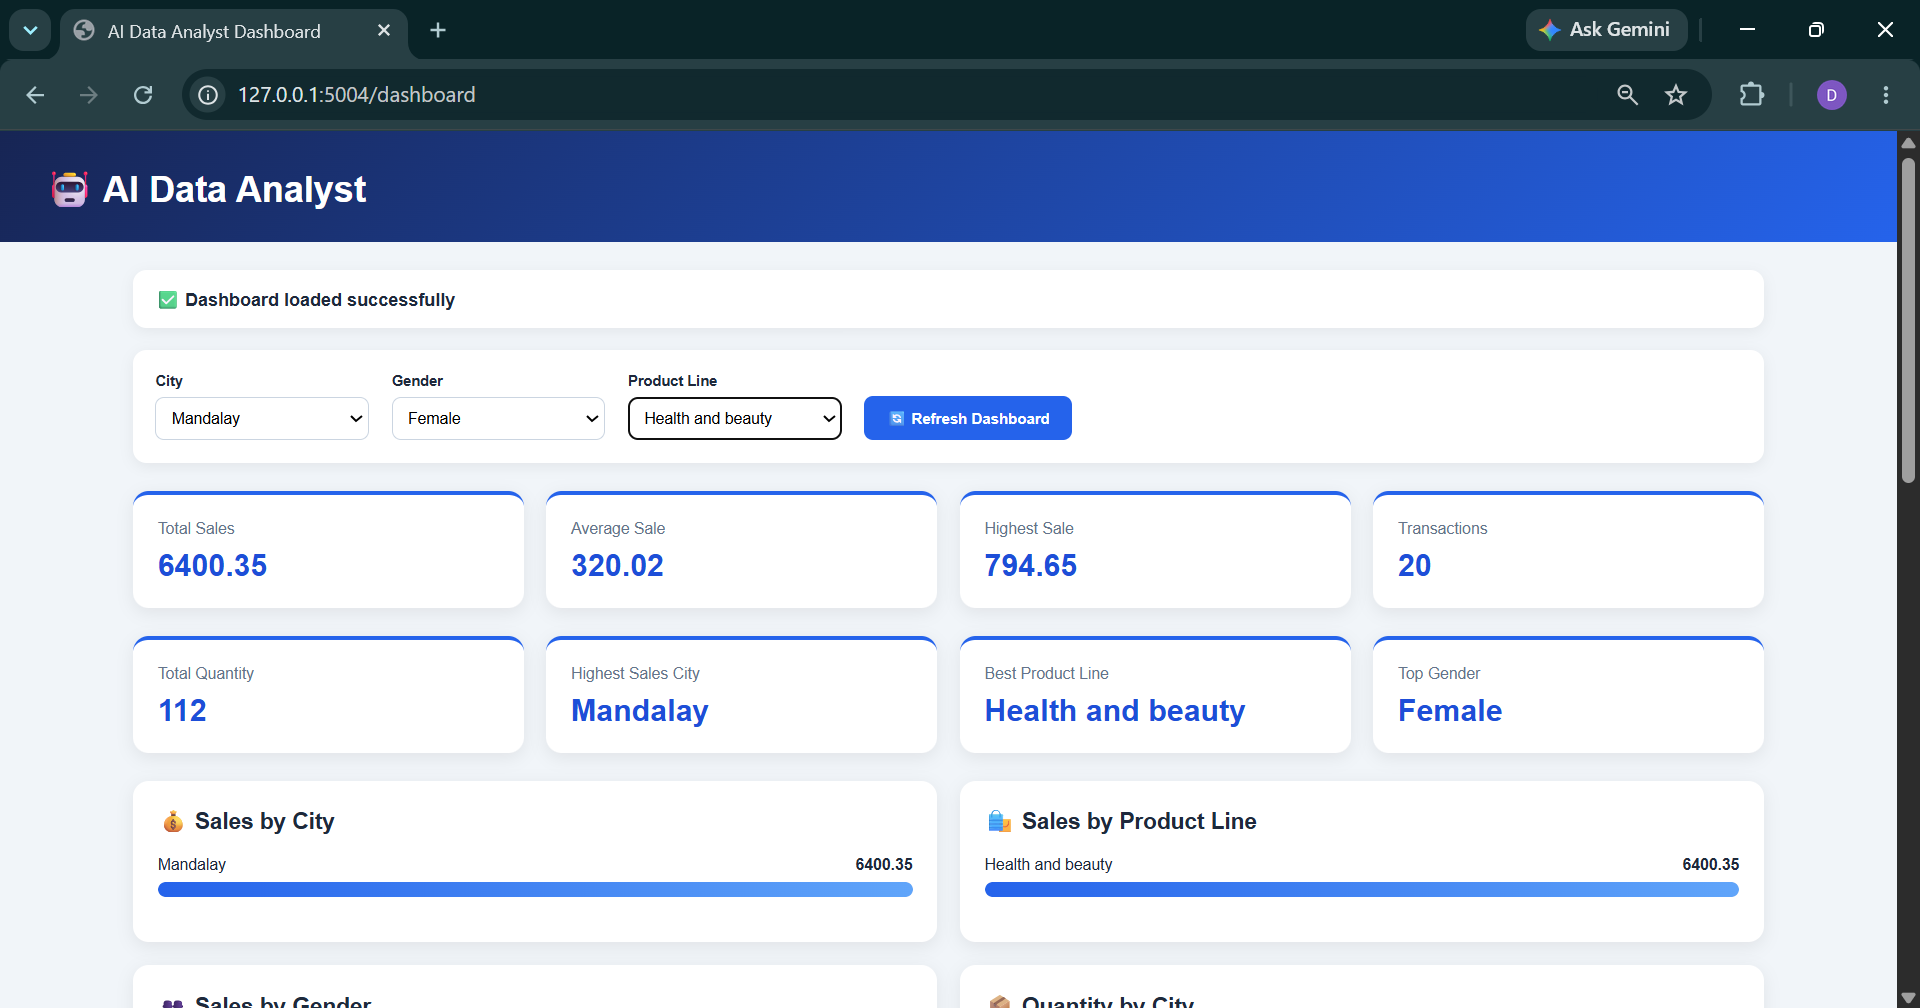 AI Data Analyst Dashboard
Ask Gemini
127.0.0.1:5004/dashboard
D
AI Data Analyst
Dashboard loaded successfully
City Gender Product Line
Mandalay Female Health and beauty Refresh Dashboard
Total Sales Average Sale Highest Sale Transactions
6400.35 320.02 794.65 20
Total Quantity Highest Sales City Best Product Line Top Gender
112 Mandalay Health and beauty Female
Sales by City Sales by Product Line
Mandalay 6400.35 Health and beauty 6400.35
Sales by Gender Quantity by City